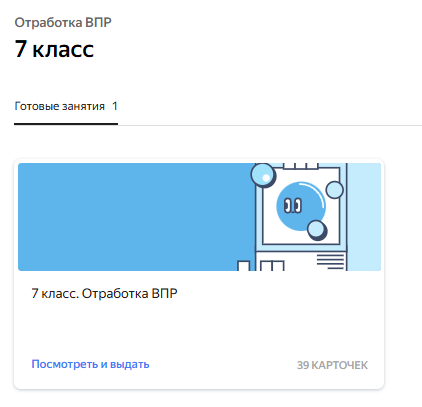 Отработка ВПР
7 класс
Готовые занятия 1
7 класс. Отработка ВПР
Посмотреть и выдать
39 КАРТОЧЕК